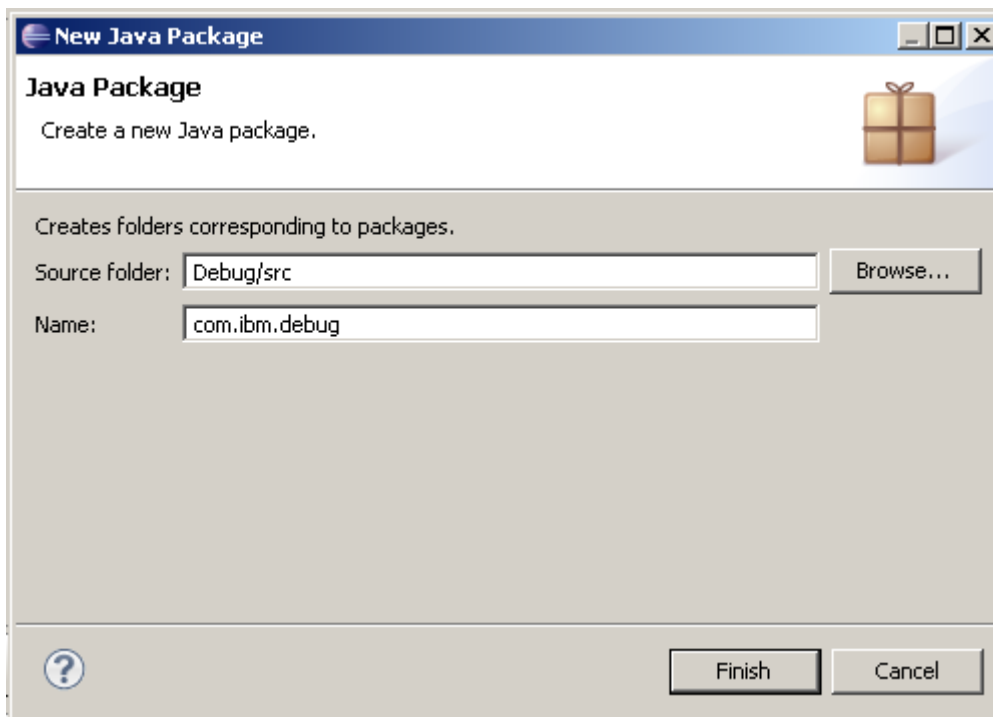 New Java Package
Java Package
Create a new Java package.
Creates folders corresponding to packages.
Source folder: Debug/src Browse...
Name: com.ibm.debug
? Finish Cancel